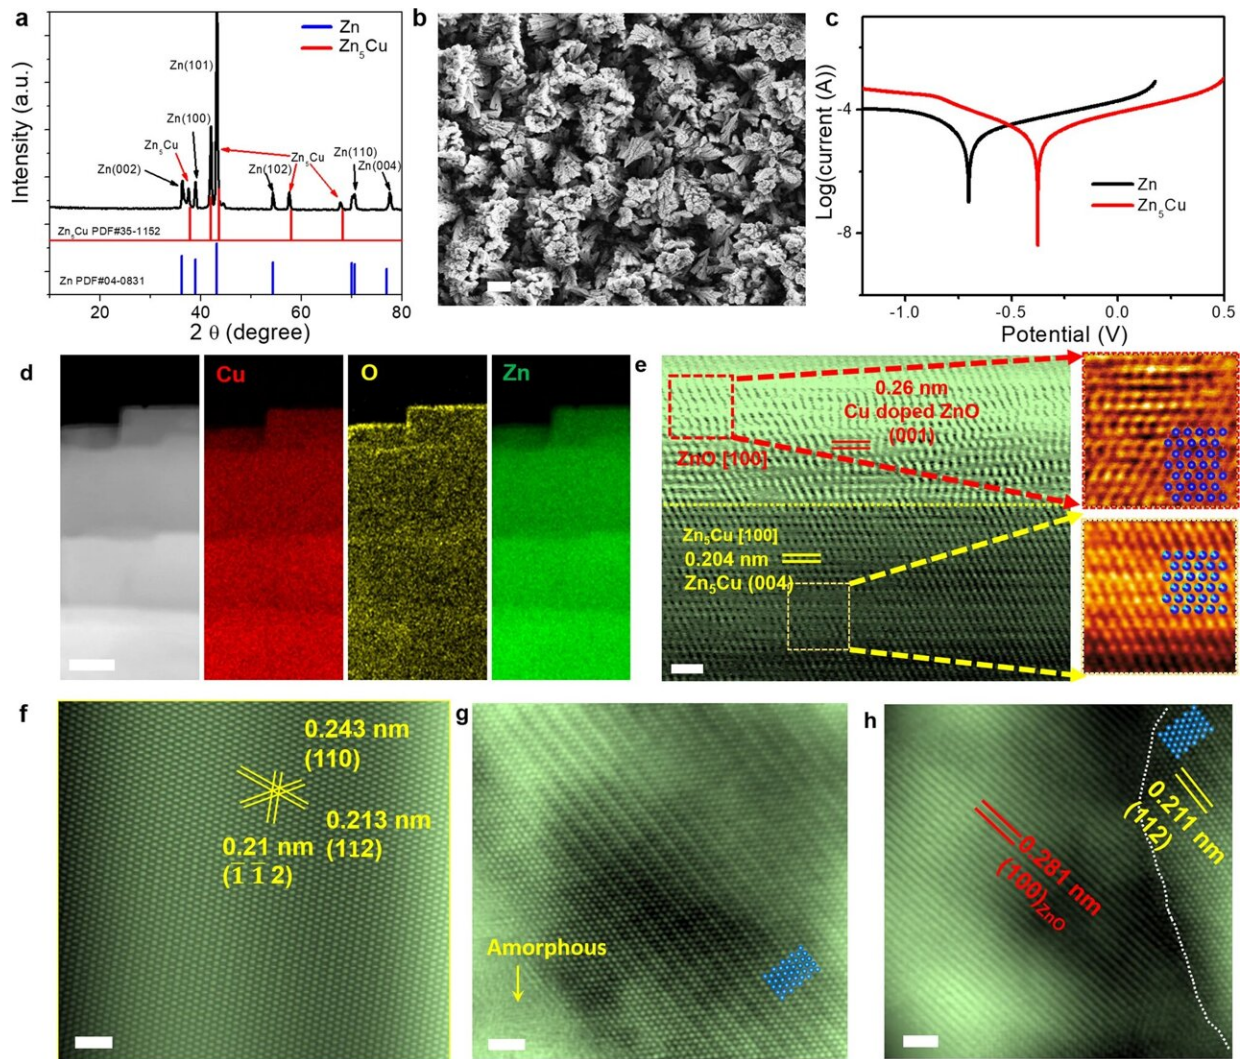 a
Zn
Zn₅Cu
Zn(101)
Zn(100)
Zn₅Cu
Zn(002)
Zn₅Cu
Zn(102)
Zn(110)
Zn(004)
Zn₅Cu PDF#35-1152
Zn PDF#04-0831
Intensity (a.u.)
20 40 60 80
2 θ (degree)
b
c
Log(current (A))
-4
-8
Zn
Zn₅Cu
-1.0 -0.5 0.0 0.5
Potential (V)
d
Cu
O
Zn
e
0.26 nm
Cu doped ZnO
(001)
ZnO [100]
Zn₅Cu [100]
0.204 nm
Zn₅Cu (004)
f
0.243 nm
(110)
0.213 nm
(112)
0.21 nm
(1̅ 1̅ 2)
g
Amorphous
h
0.211 nm
(112)
0.281 nm
(100)ZnO